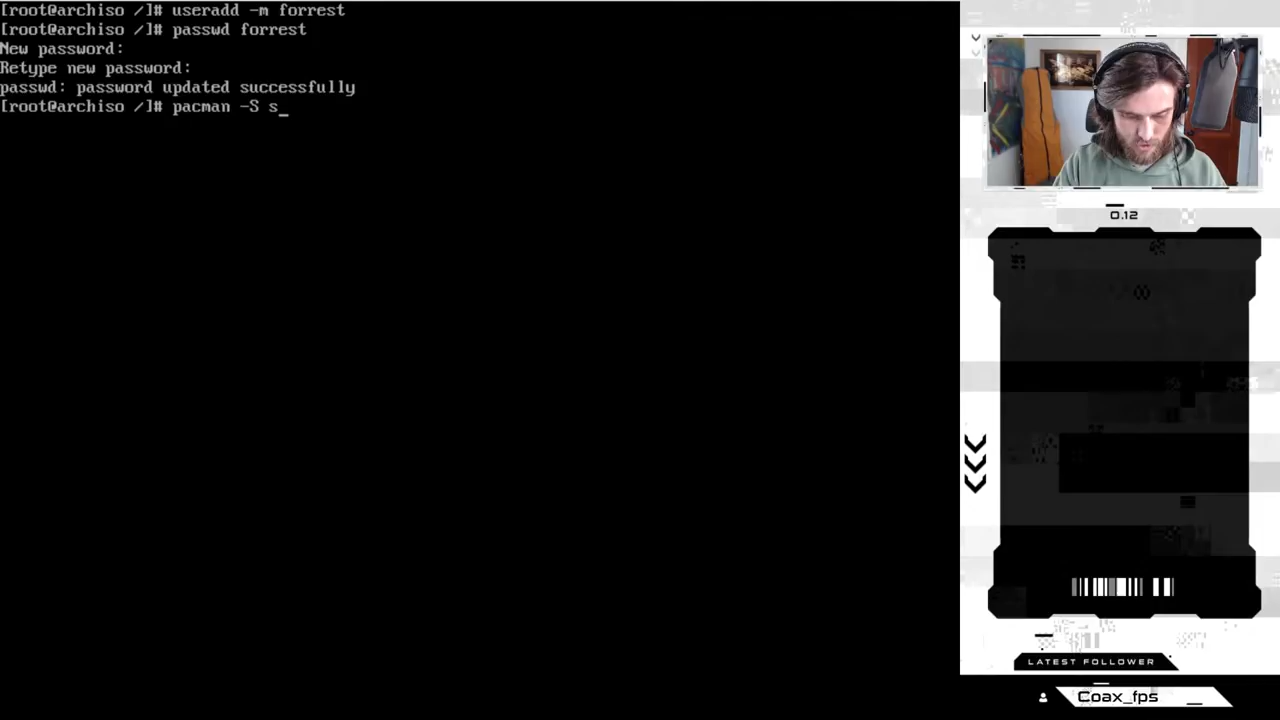 [root@archiso /]# useradd -m forrest
[root@archiso /]# passwd forrest
New password:
Retype new password:
passwd: password updated successfully
[root@archiso /]# pacman -S s_
0.12
LATEST FOLLOWER
Coax_fps